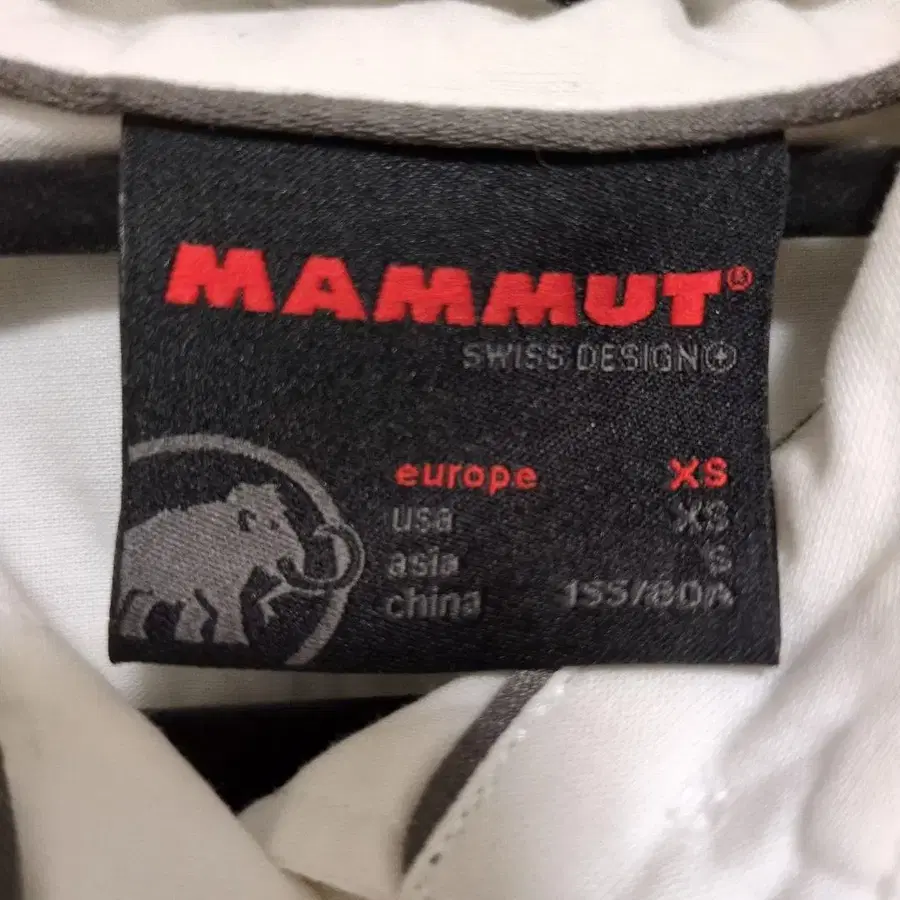 MAMMUT®
SWISS DESIGN
europe XS
usa XS
asia S
china 155/80A